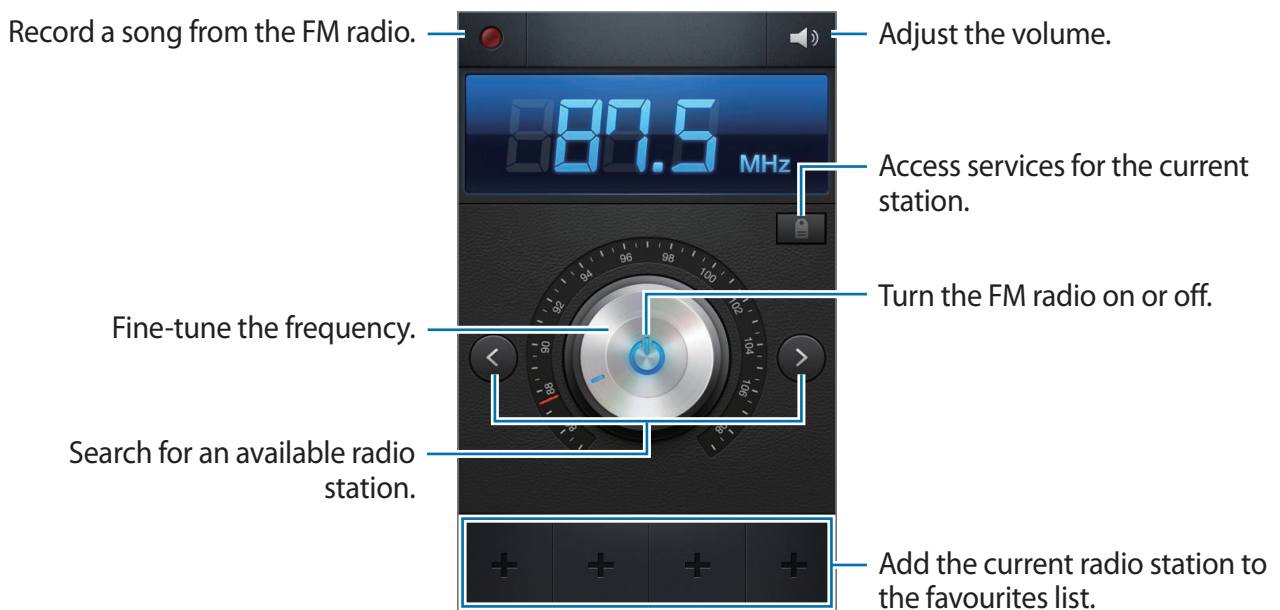 Record a song from the FM radio.
Adjust the volume.
87.5
MHz
Access services for the current
station.
Turn the FM radio on or off.
Fine-tune the frequency.
88
90
92
94
96
98
100
102
104
106
Search for an available radio
station.
Add the current radio station to
the favourites list.